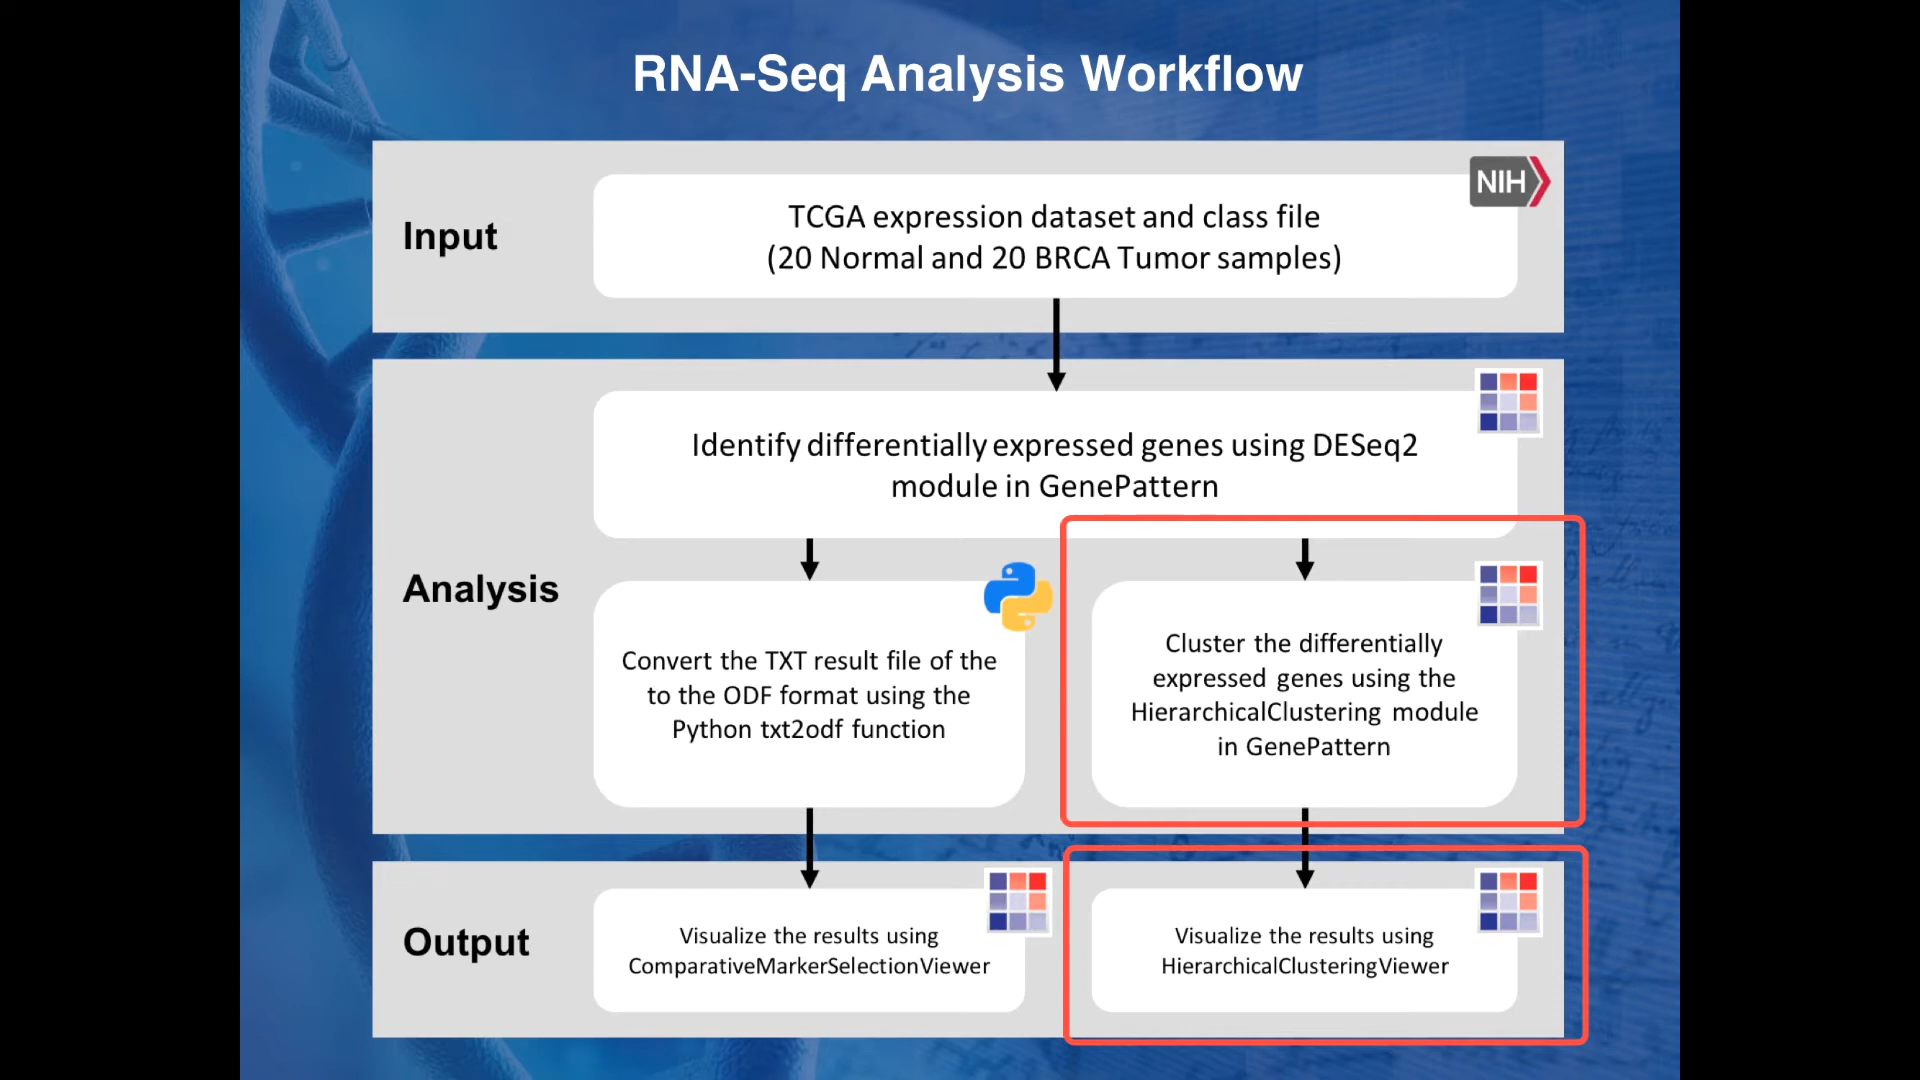 RNA-Seq Analysis Workflow
NIH
Input
TCGA expression dataset and class file
(20 Normal and 20 BRCA Tumor samples)
Analysis
Identify differentially expressed genes using DESeq2
module in GenePattern
Convert the TXT result file of the
to the ODF format using the
Python txt2odf function
Cluster the differentially
expressed genes using the
HierarchicalClustering module
in GenePattern
Output
Visualize the results using
ComparativeMarkerSelectionViewer
Visualize the results using
HierarchicalClusteringViewer